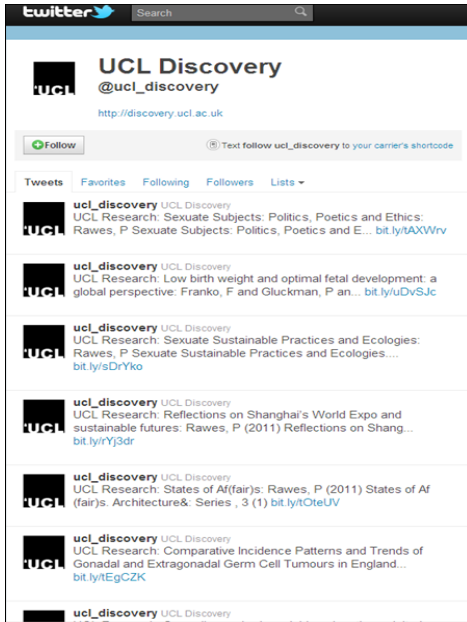 twitter
Search
UCL
UCL Discovery
@ucl_discovery
http://discovery.ucl.ac.uk
Follow
Text follow ucl_discovery to your carrier's shortcode
Tweets Favorites Following Followers Lists
UCL
ucl_discovery UCL Discovery
UCL Research: Sexuate Subjects: Politics, Poetics and Ethics:
Rawes, P Sexuate Subjects: Politics, Poetics and E... bit.ly/tAXWrv
UCL
ucl_discovery UCL Discovery
UCL Research: Low birth weight and optimal fetal development: a
global perspective: Franko, F and Gluckman, P an... bit.ly/uDvSJc
UCL
ucl_discovery UCL Discovery
UCL Research: Sexuate Sustainable Practices and Ecologies:
Rawes, P Sexuate Sustainable Practices and Ecologies....
bit.ly/sDrYko
UCL
ucl_discovery UCL Discovery
UCL Research: Reflections on Shanghai's World Expo and
sustainable futures: Rawes, P (2011) Reflections on Shang...
bit.ly/rYj3dr
UCL
ucl_discovery UCL Discovery
UCL Research: States of Af(fair)s: Rawes, P (2011) States of Af
(fair)s. Architecture&: Series , 3 (1) bit.ly/tOteUV
UCL
ucl_discovery UCL Discovery
UCL Research: Comparative Incidence Patterns and Trends of
Gonadal and Extragonadal Germ Cell Tumours in England...
bit.ly/tEgCZK
ucl_discovery UCL Discovery